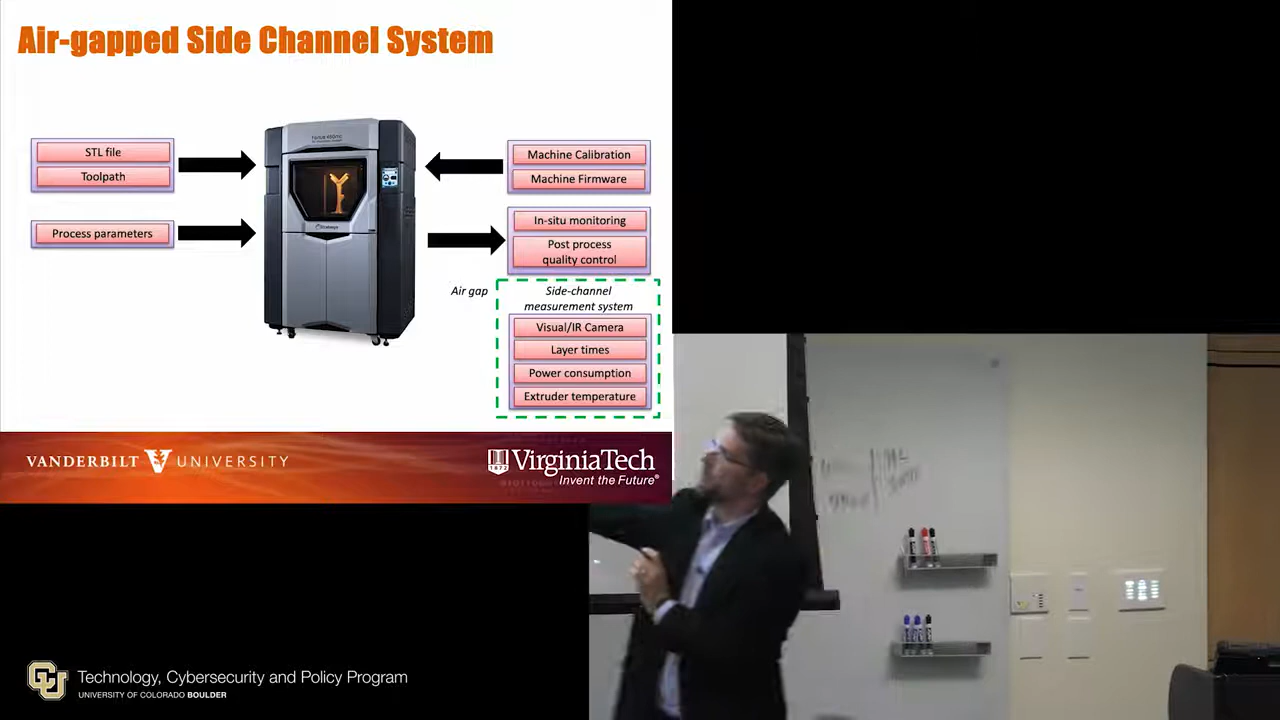 Air-gapped Side Channel System
STL file
Toolpath
Process parameters
Machine Calibration
Machine Firmware
In-situ monitoring
Post process
quality control
Air gap
Side-channel
measurement system
Visual/IR Camera
Layer times
Power consumption
Extruder temperature
VANDERBILT V UNIVERSITY
1872
VirginiaTech
Invent the Future®
CU
Technology, Cybersecurity and Policy Program
UNIVERSITY OF COLORADO BOULDER